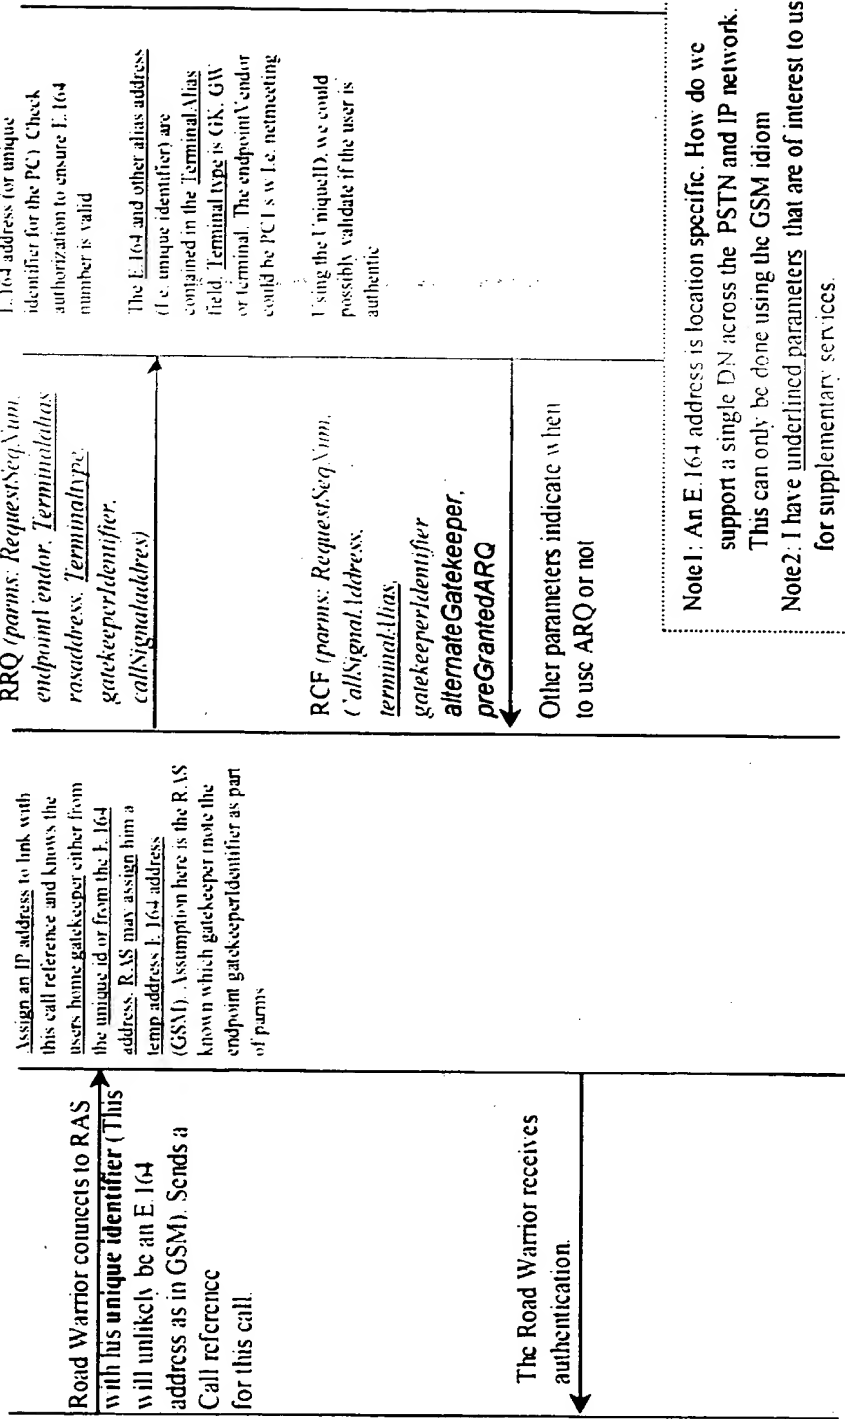 Road Warrior connects to RAS
with his unique identifier (This
will unlikely be an E.164
address as in GSM). Sends a
Call reference
for this call.
The Road Warrior receives
authentication.
Assign an IP address to link with
this call reference and knows the
users home gatekeeper either from
the unique id or from the E.164
address. RAS may assign him a
temp address E.164 address
(GSM). Assumption here is the RAS
known which gatekeeper (note the
endpoint gatekeeperIdentifier as part
of parms
RRQ (parms: RequestSeqNum,
endpointVendor, Terminalalias
rasaddress, Terminaltype,
gatekeeperIdentifier,
callSignaladdres)
RCF (parms: RequestSeqNum,
CallSignalAddress,
terminalAlias,
gatekeeperIdentifier
alternateGatekeeper,
preGrantedARQ
Other parameters indicate when
to use ARQ or not
E.164 address (or unique
identifier for the PC) Check
authorization to ensure E.164
number is valid
The E.164 and other alias address
(I.e. unique identifier) are
contained in the TerminalAlias
field. Terminal type is GK, GW
or terminal. The endpointVendor
could be PC I.e. netmeeting
Using the UniqueID, we could
possibly validate if the user is
authentic
Note1: An E.164 address is location specific. How do we
support a single DN across the PSTN and IP network.
This can only be done using the GSM idiom
Note2: I have underlined parameters that are of interest to us
for supplementary services.